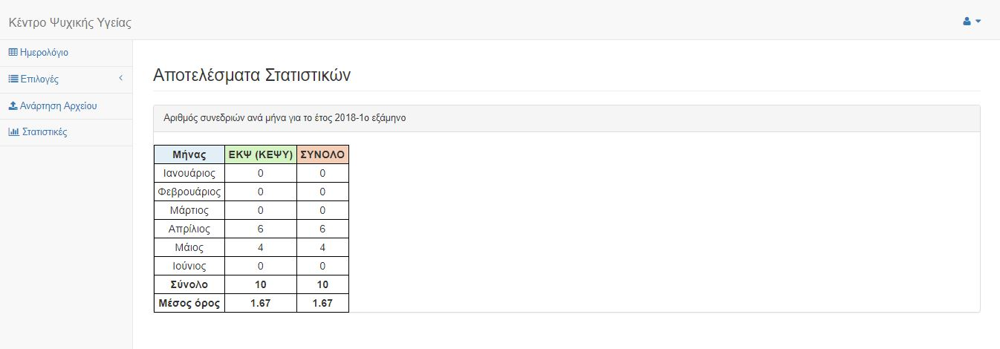 Κέντρο Ψυχικής Υγείας
Ημερολόγιο
Επιλογές
Ανάρτηση Αρχείου
Στατιστικές
Αποτελέσματα Στατιστικών
Αριθμός συνεδριών ανά μήνα για το έτος 2018-1ο εξάμηνο
Μήνας ΕΚΨ (ΚΕΨΥ) ΣΥΝΟΛΟ
Ιανουάριος 0 0
Φεβρουάριος 0 0
Μάρτιος 0 0
Απρίλιος 6 6
Μάιος 4 4
Ιούνιος 0 0
Σύνολο 10 10
Μέσος όρος 1.67 1.67